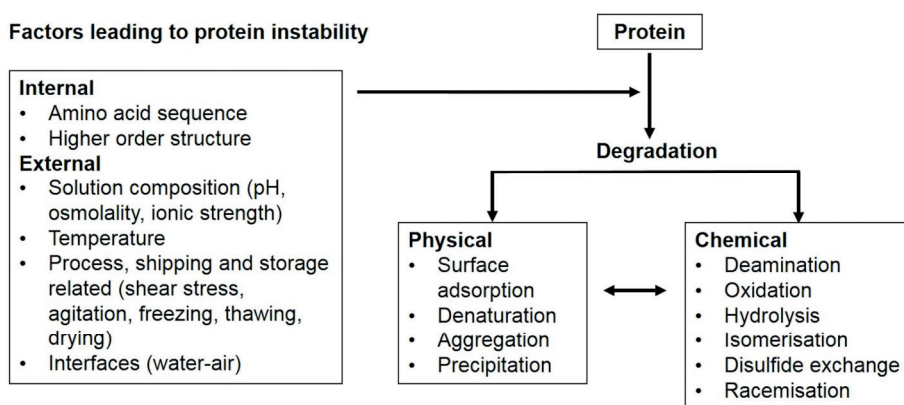 Factors leading to protein instability
Internal
• Amino acid sequence
• Higher order structure
External
• Solution composition (pH,
osmolality, ionic strength)
• Temperature
• Process, shipping and storage
related (shear stress,
agitation, freezing, thawing,
drying)
• Interfaces (water-air)
Protein
Degradation
Physical
• Surface
adsorption
• Denaturation
• Aggregation
• Precipitation
Chemical
• Deamination
• Oxidation
• Hydrolysis
• Isomerisation
• Disulfide exchange
• Racemisation